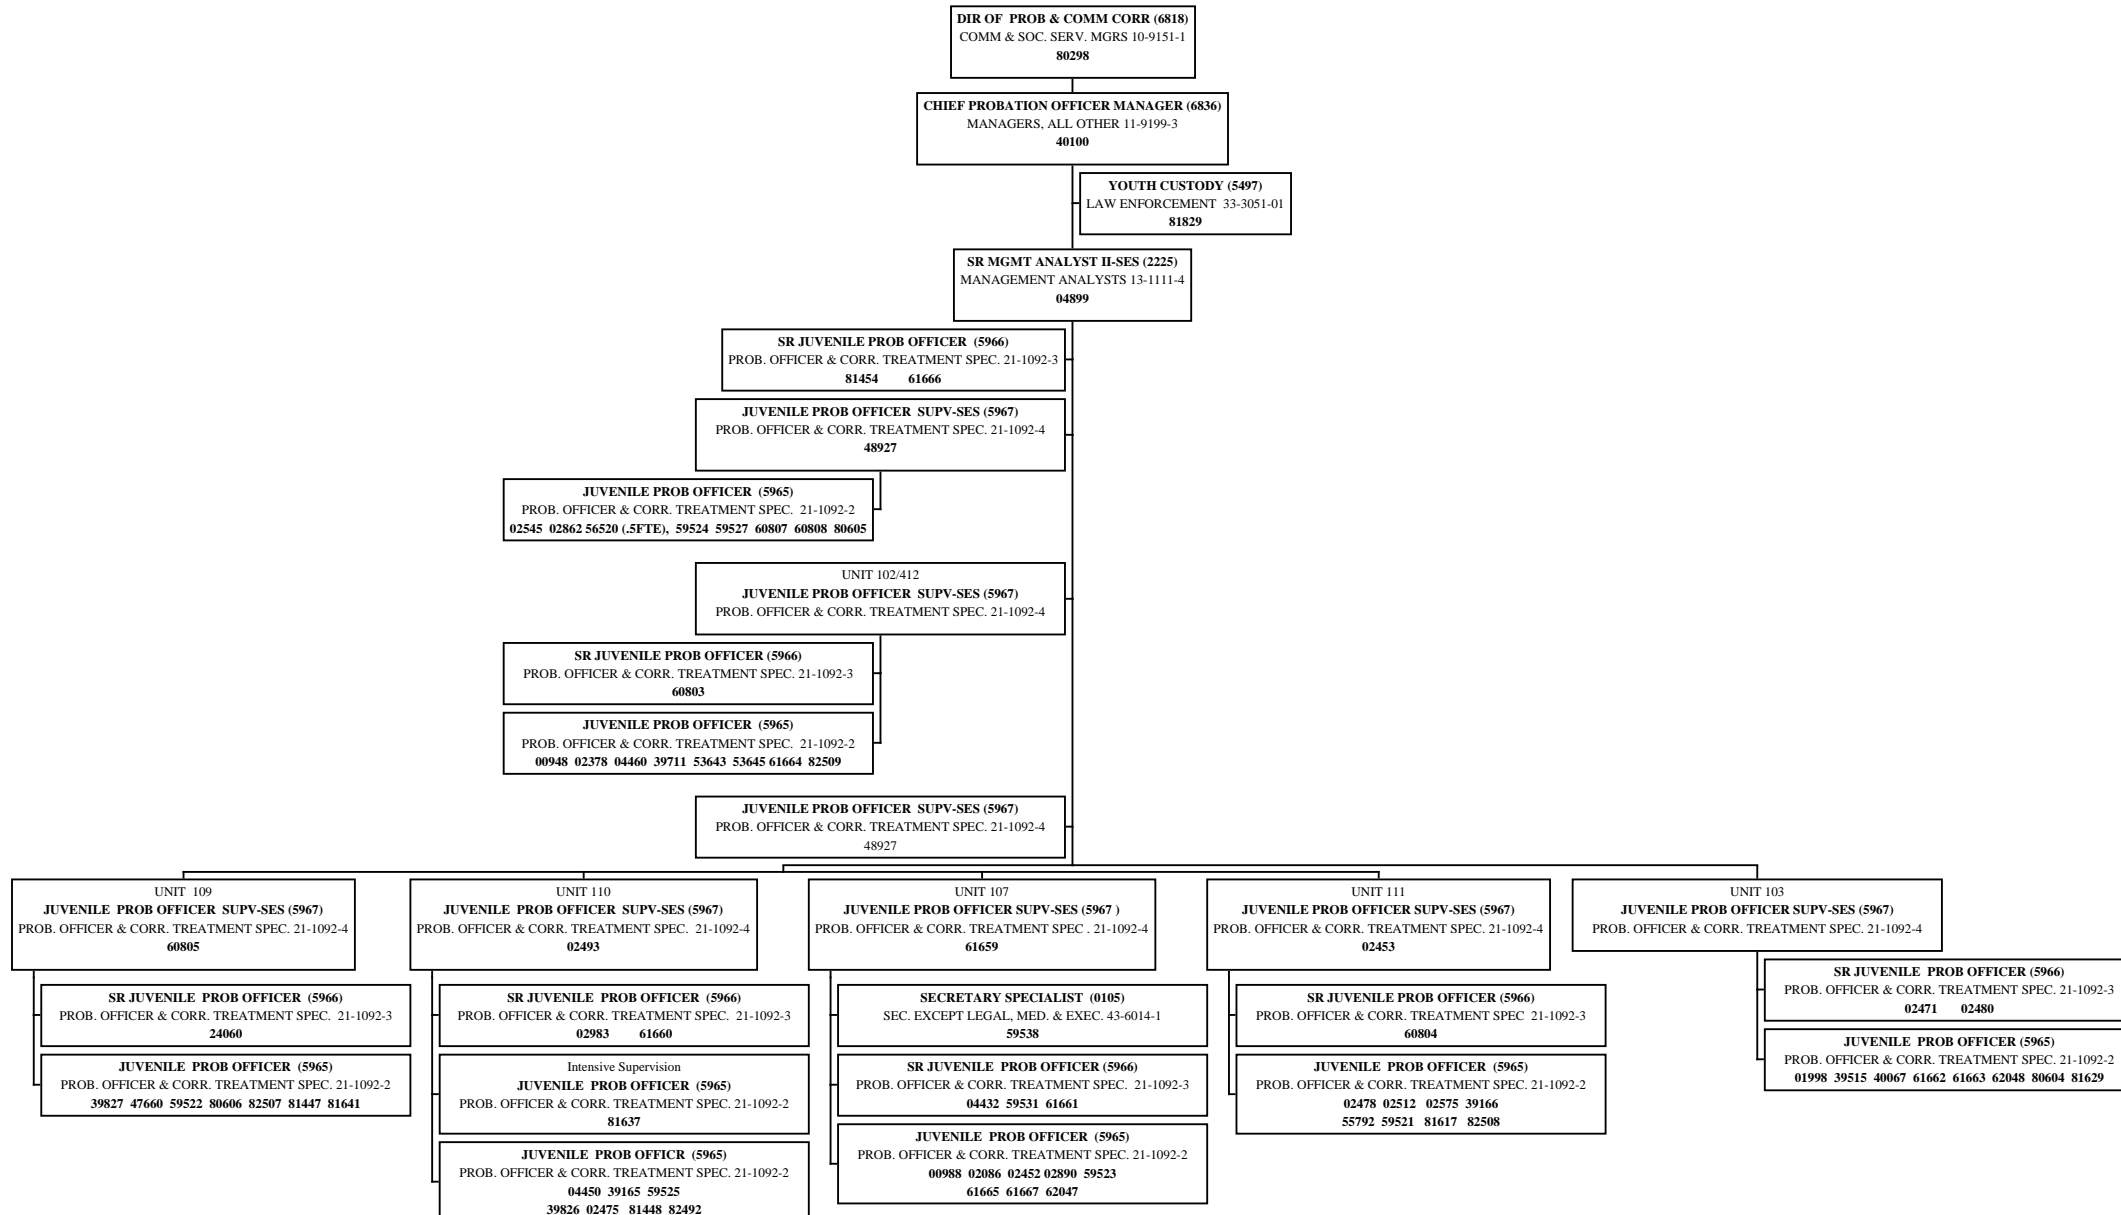 DIR OF PROB & COMM CORR (6818)
COMM & SOC. SERV. MGRS 10-9151-1
80298
CHIEF PROBATION OFFICER MANAGER (6836)
MANAGERS, ALL OTHER 11-9199-3
40100
YOUTH CUSTODY (5497)
LAW ENFORCEMENT 33-3051-01
81829
SR MGMT ANALYST II-SES (2225)
MANAGEMENT ANALYSTS 13-1111-4
04899
SR JUVENILE PROB OFFICER (5966)
PROB. OFFICER & CORR. TREATMENT SPEC. 21-1092-3
81454 61666
JUVENILE PROB OFFICER SUPV-SES (5967)
PROB. OFFICER & CORR. TREATMENT SPEC. 21-1092-4
48927
JUVENILE PROB OFFICER (5965)
PROB. OFFICER & CORR. TREATMENT SPEC. 21-1092-2
02545 02862 56520 (.5FTE), 59524 59527 60807 60808 80605
UNIT 102/412
JUVENILE PROB OFFICER SUPV-SES (5967)
PROB. OFFICER & CORR. TREATMENT SPEC. 21-1092-4
SR JUVENILE PROB OFFICER (5966)
PROB. OFFICER & CORR. TREATMENT SPEC. 21-1092-3
60803
JUVENILE PROB OFFICER (5965)
PROB. OFFICER & CORR. TREATMENT SPEC. 21-1092-2
00948 02378 04460 39711 53643 53645 61664 82509
JUVENILE PROB OFFICER SUPV-SES (5967)
PROB. OFFICER & CORR. TREATMENT SPEC. 21-1092-4
48927
UNIT 109
JUVENILE PROB OFFICER SUPV-SES (5967)
PROB. OFFICER & CORR. TREATMENT SPEC. 21-1092-4
60805
SR JUVENILE PROB OFFICER (5966)
PROB. OFFICER & CORR. TREATMENT SPEC. 21-1092-3
24060
JUVENILE PROB OFFICER (5965)
PROB. OFFICER & CORR. TREATMENT SPEC. 21-1092-2
39827 47660 59522 80606 82507 81447 81641
UNIT 110
JUVENILE PROB OFFICER SUPV-SES (5967)
PROB. OFFICER & CORR. TREATMENT SPEC. 21-1092-4
02493
SR JUVENILE PROB OFFICER (5966)
PROB. OFFICER & CORR. TREATMENT SPEC. 21-1092-3
02983 61660
Intensive Supervision
JUVENILE PROB OFFICER (5965)
PROB. OFFICER & CORR. TREATMENT SPEC. 21-1092-2
81637
JUVENILE PROB OFFICR (5965)
PROB. OFFICER & CORR. TREATMENT SPEC. 21-1092-2
04450 39165 59525
39826 02475 81448 82492
UNIT 107
JUVENILE PROB OFFICER SUPV-SES (5967 )
PROB. OFFICER & CORR. TREATMENT SPEC . 21-1092-4
61659
SECRETARY SPECIALIST (0105)
SEC. EXCEPT LEGAL, MED. & EXEC. 43-6014-1
59538
SR JUVENILE PROB OFFICER (5966)
PROB. OFFICER & CORR. TREATMENT SPEC. 21-1092-3
04432 59531 61661
JUVENILE PROB OFFICER (5965)
PROB. OFFICER & CORR. TREATMENT SPEC. 21-1092-2
00988 02086 02452 02890 59523
61665 61667 62047
UNIT 111
JUVENILE PROB OFFICER SUPV-SES (5967)
PROB. OFFICER & CORR. TREATMENT SPEC. 21-1092-4
02453
SR JUVENILE PROB OFFICER (5966)
PROB. OFFICER & CORR. TREATMENT SPEC 21-1092-3
60804
JUVENILE PROB OFFICER (5965)
PROB. OFFICER & CORR. TREATMENT SPEC. 21-1092-2
02478 02512 02575 39166
55792 59521 81617 82508
UNIT 103
JUVENILE PROB OFFICER SUPV-SES (5967)
PROB. OFFICER & CORR. TREATMENT SPEC. 21-1092-4
SR JUVENILE PROB OFFICER (5966)
PROB. OFFICER & CORR. TREATMENT SPEC. 21-1092-3
02471 02480
JUVENILE PROB OFFICER (5965)
PROB. OFFICER & CORR. TREATMENT SPEC. 21-1092-2
01998 39515 40067 61662 61663 62048 80604 81629